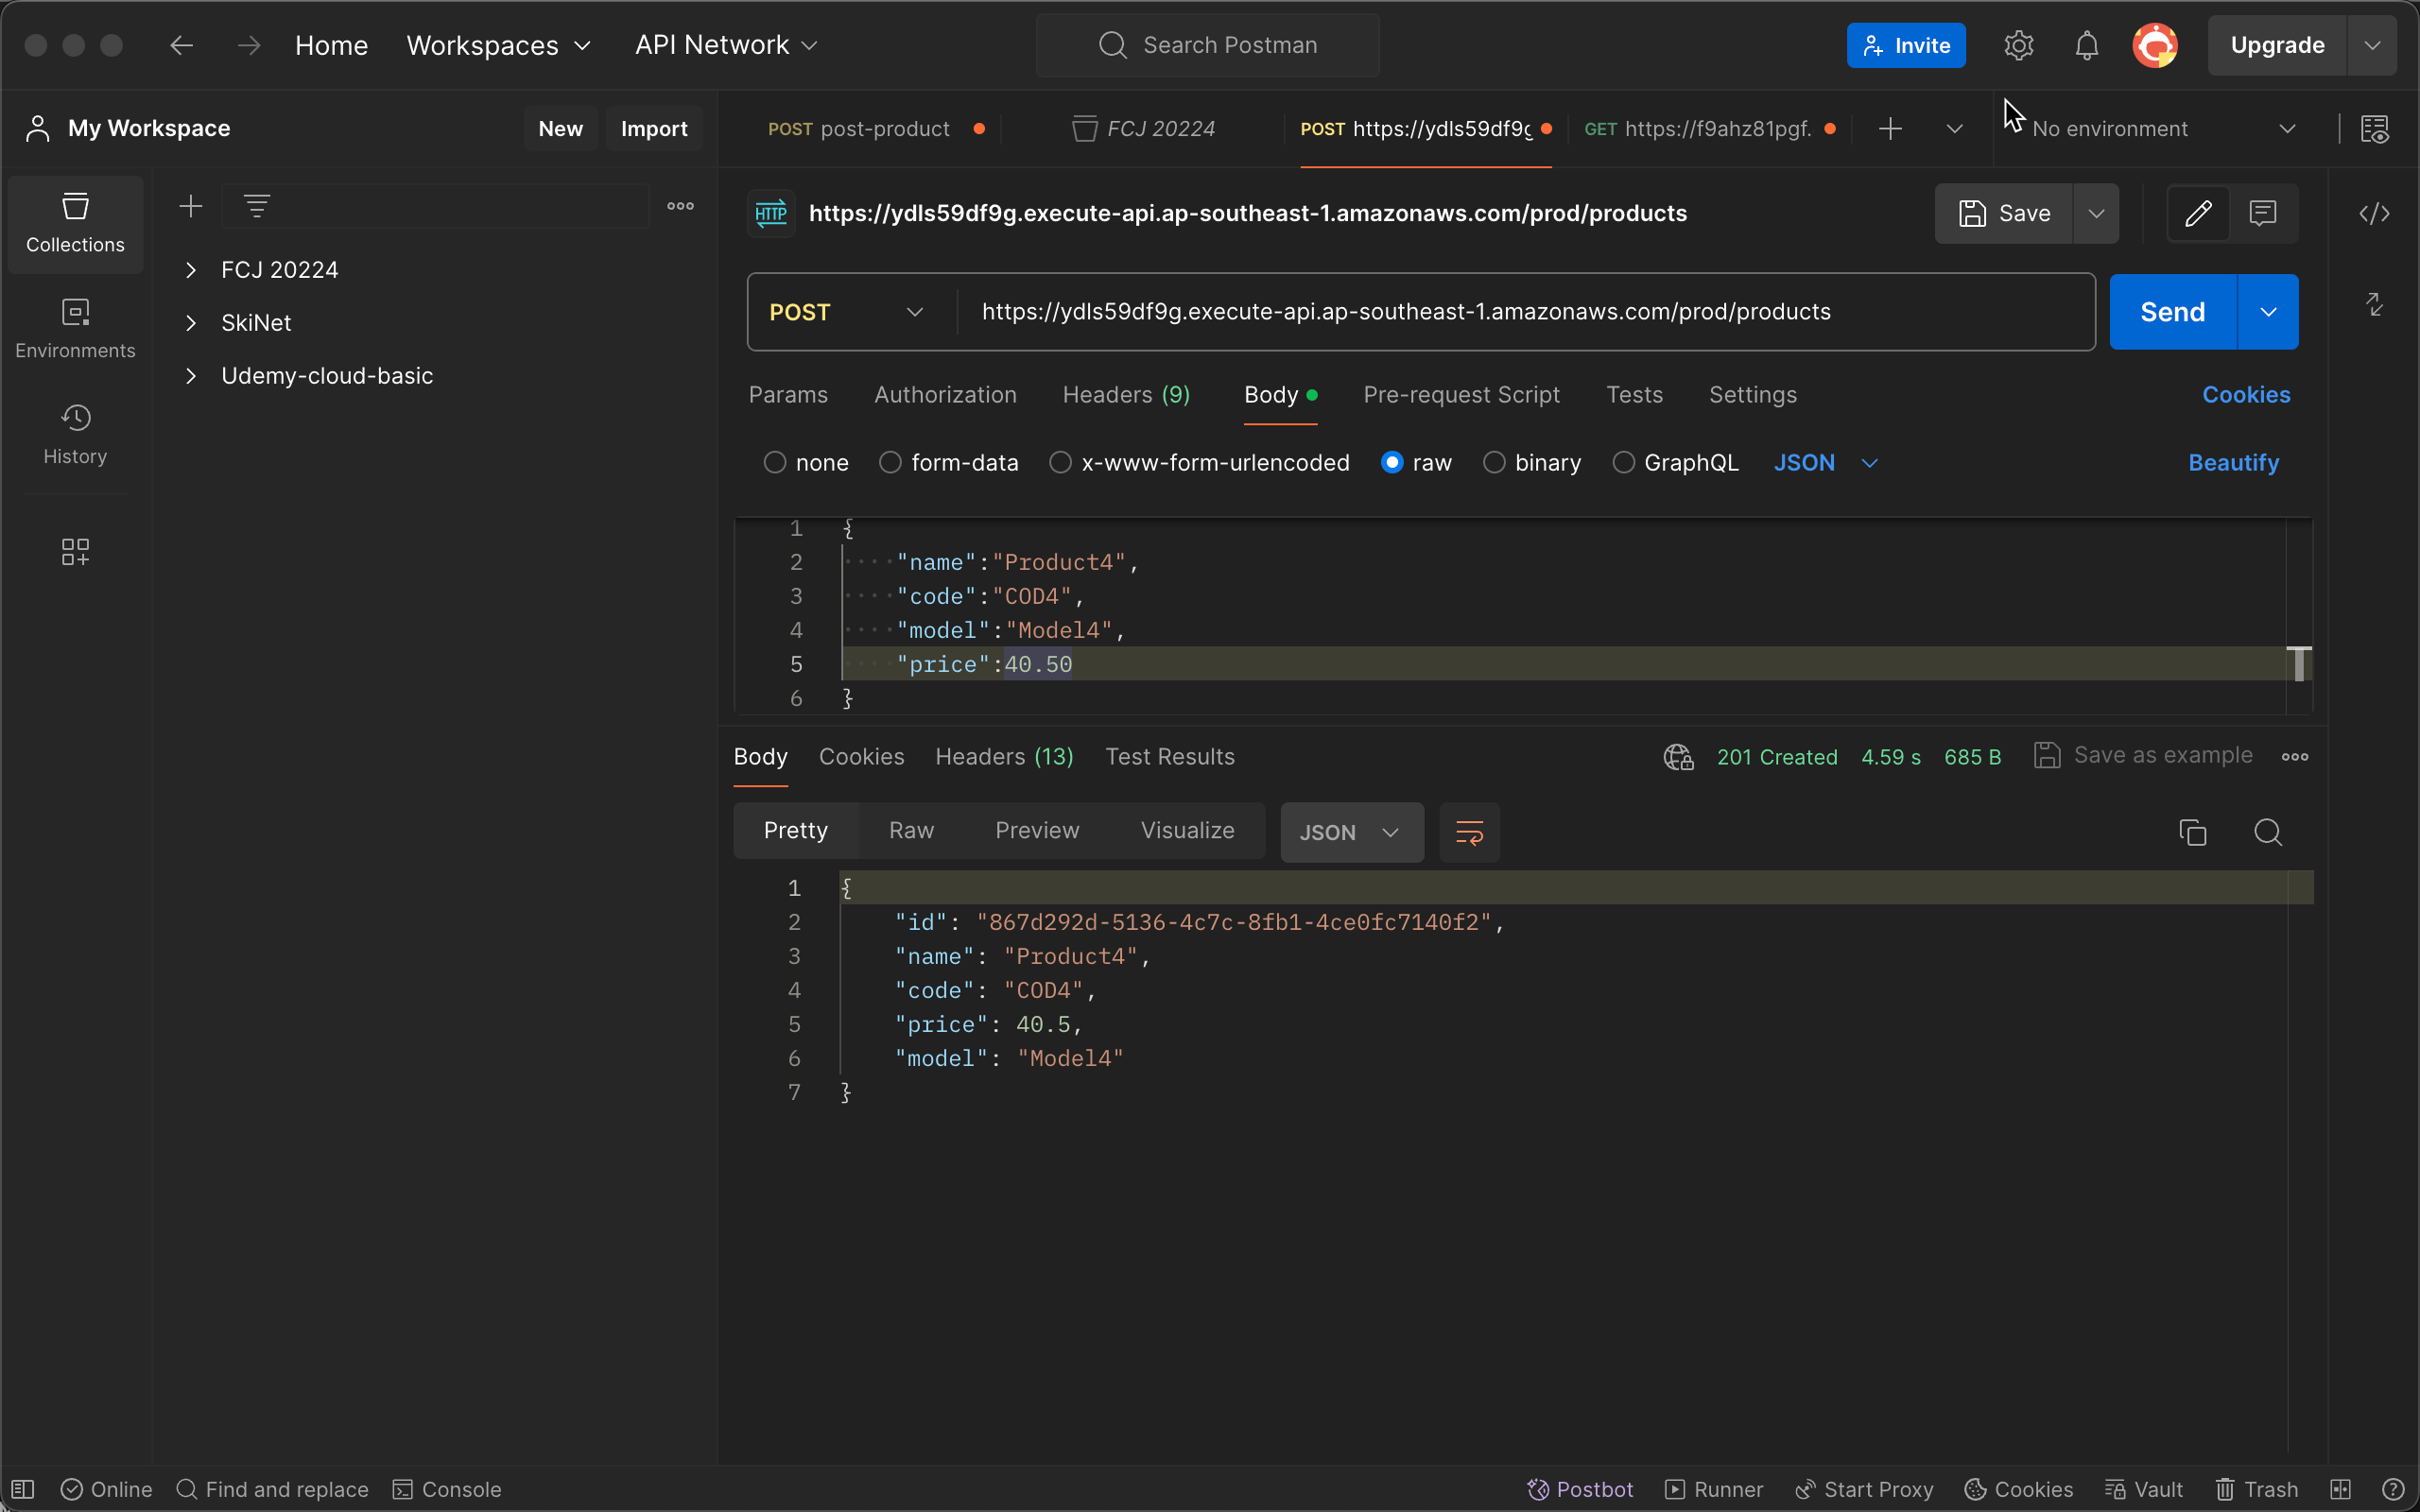 Home Workspaces API Network Search Postman Invite Upgrade
My Workspace New Import POST post-product FCJ 20224 POST https://ydls59df9g GET https://f9ahz81pgf. No environment
Collections
Environments
History
FCJ 20224
SkiNet
Udemy-cloud-basic
HTTP https://ydls59df9g.execute-api.ap-southeast-1.amazonaws.com/prod/products Save
POST https://ydls59df9g.execute-api.ap-southeast-1.amazonaws.com/prod/products Send
Params Authorization Headers (9) Body Pre-request Script Tests Settings Cookies
none form-data x-www-form-urlencoded raw binary GraphQL JSON Beautify
1 {
2 "name":"Product4",
3 "code":"COD4",
4 "model":"Model4",
5 "price":40.50
6 }
Body Cookies Headers (13) Test Results 201 Created 4.59 s 685 B Save as example
Pretty Raw Preview Visualize JSON
1 {
2 "id": "867d292d-5136-4c7c-8fb1-4ce0fc7140f2",
3 "name": "Product4",
4 "code": "COD4",
5 "price": 40.5,
6 "model": "Model4"
7 }
Online Find and replace Console Postbot Runner Start Proxy Cookies Vault Trash